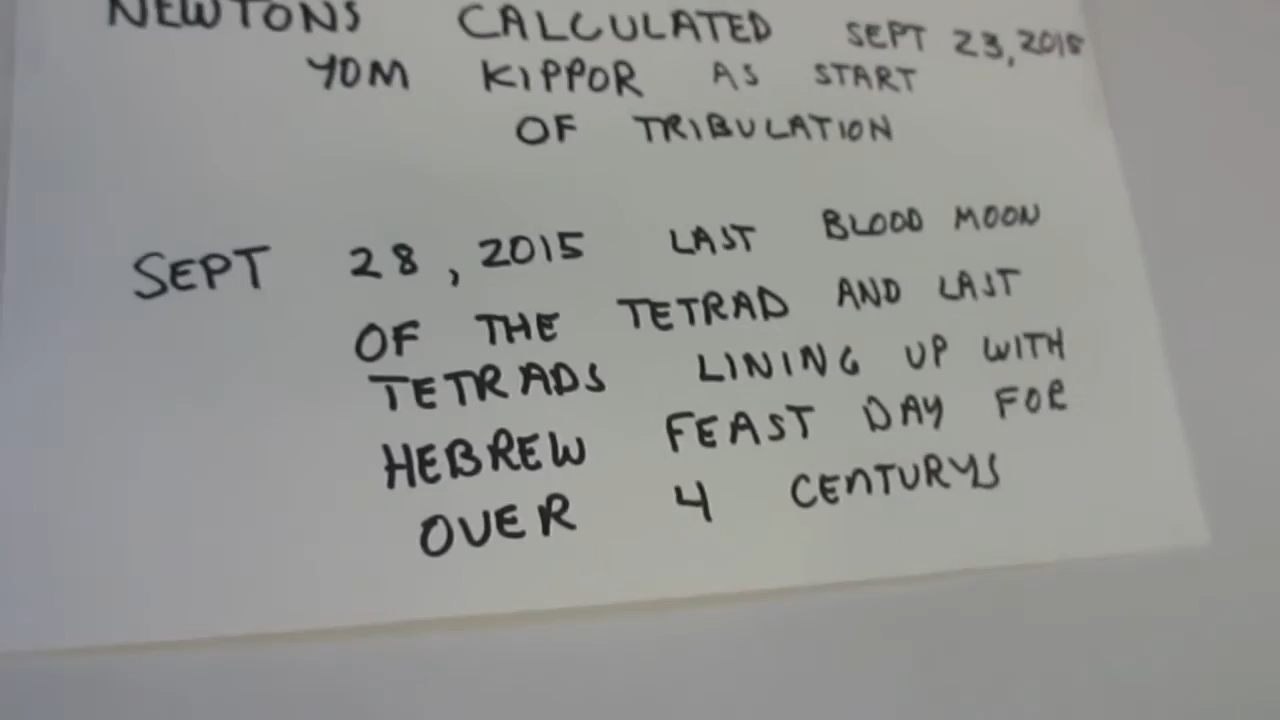 NEWTONS CALCULATED SEPT 23, 2015
YOM KIPPOR AS START
OF TRIBULATION
SEPT 28, 2015 LAST BLOOD MOON
OF THE TETRAD AND LAST
TETRADS LINING UP WITH
HEBREW FEAST DAY FOR
OVER 4 CENTURYS